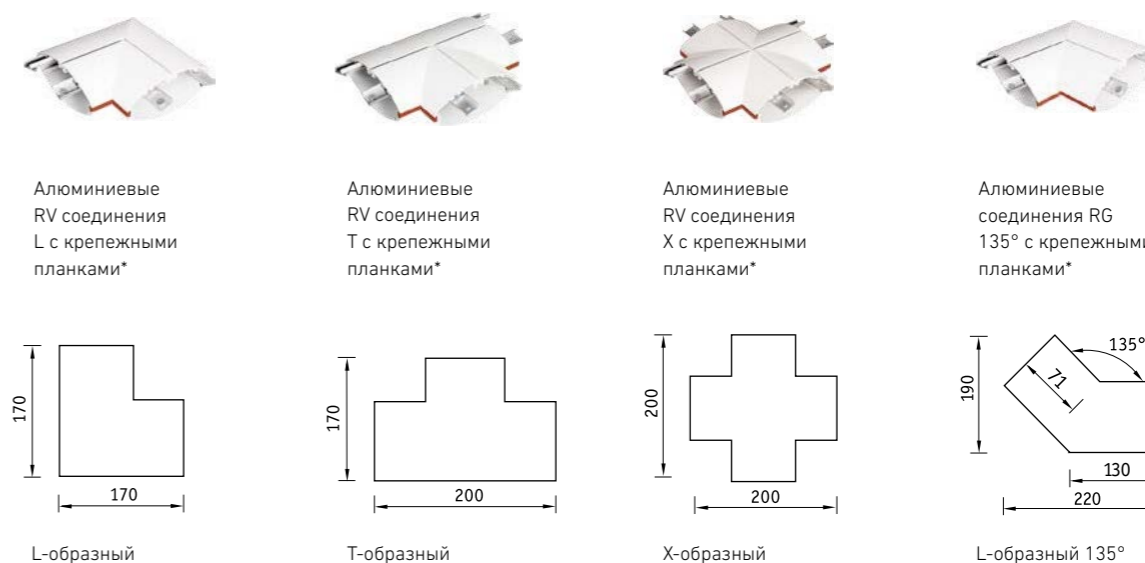 Алюминиевые
RV соединения
L с крепежными
планками*
Алюминиевые
RV соединения
T с крепежными
планками*
Алюминиевые
RV соединения
X с крепежными
планками*
Алюминиевые
соединения RG
135° с крепежными
планками*
170
170
L-образный
170
200
T-образный
200
200
X-образный
190
71
135°
130
220
L-образный 135°